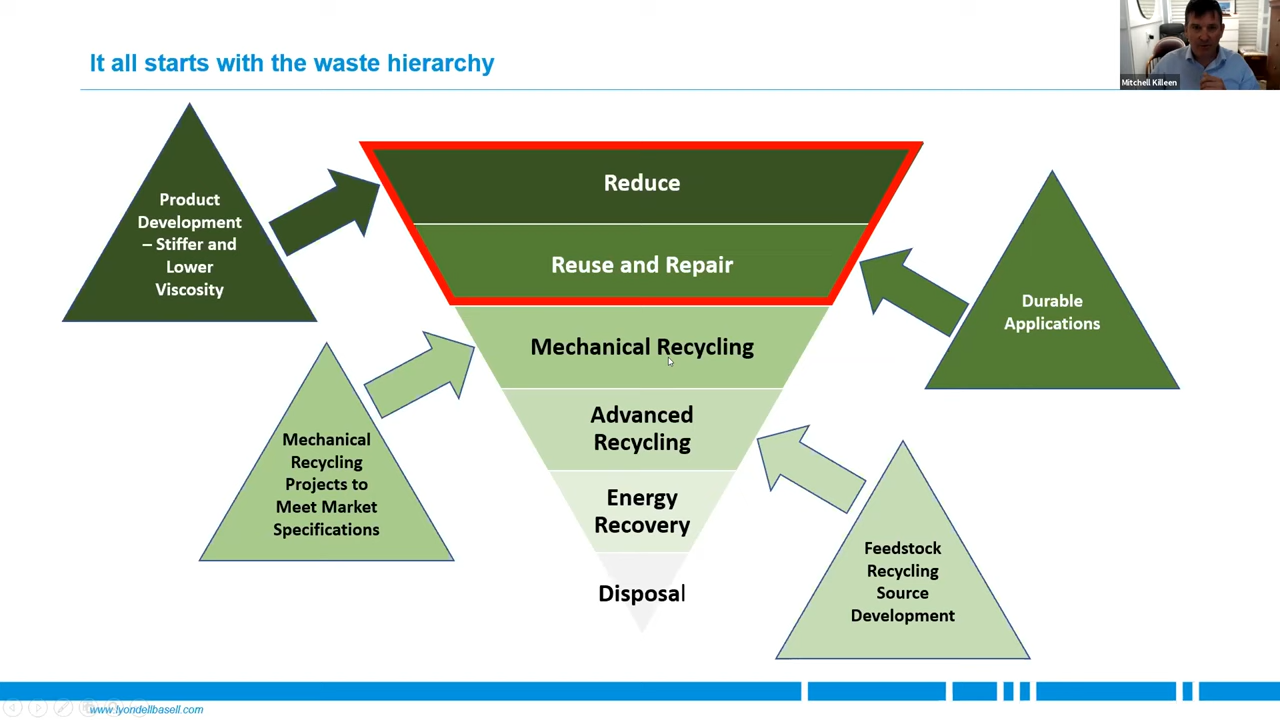 It all starts with the waste hierarchy
Mitchell Killeen
Product
Development
– Stiffer and
Lower
Viscosity
Reduce
Reuse and Repair
Durable
Applications
Mechanical Recycling
Mechanical
Recycling
Projects to
Meet Market
Specifications
Advanced
Recycling
Energy
Recovery
Feedstock
Recycling
Source
Development
Disposal
www.lyondellbasell.com